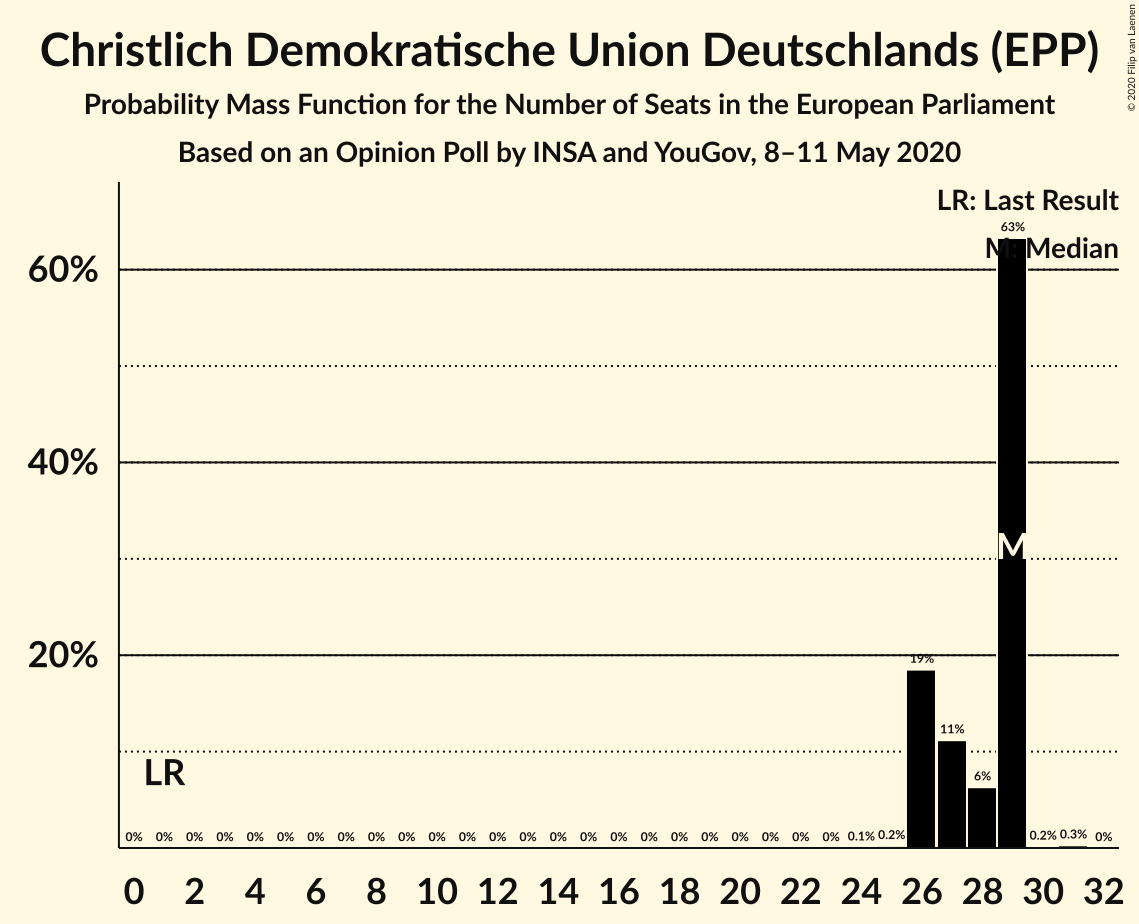 Christlich Demokratische Union Deutschlands (EPP)
Probability Mass Function for the Number of Seats in the European Parliament
Based on an Opinion Poll by INSA and YouGov, 8–11 May 2020
© 2020 Filip van Laenen
LR: Last Result
63%
M: Median
60%
40%
M
20%
19%
11%
6%
LR
0% 0% 0% 0% 0% 0% 0% 0% 0% 0% 0% 0% 0% 0% 0% 0% 0% 0% 0% 0% 0% 0% 0% 0% 0.1% 0.2% 0.2% 0.3% 0%
0 2 4 6 8 10 12 14 16 18 20 22 24 26 28 30 32